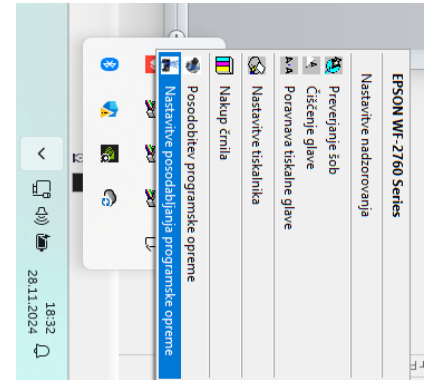 EPSON WF-2760 Series
Nastavitve nadzorovanja
Preverjanje šob
Čiščenje glave
Poravnava tiskalne glave
Nastavitve tiskalnika
Nakup črnila
Posodobitev programske opreme
Nastavitve posodabljanja programske opreme
18:32
28.11.2024